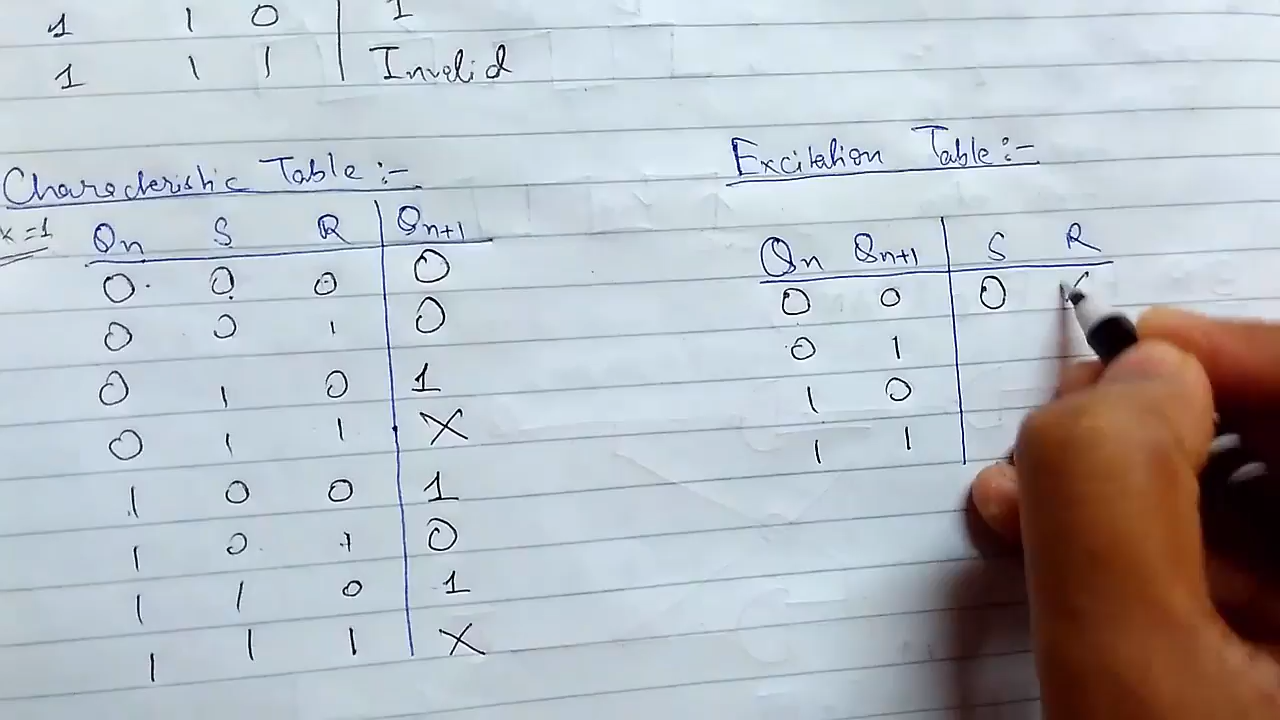 1 1 0 1
1 1 1 Invalid
Characteristic Table :-
Excitation Table :-
=1
Qn S R Qn+1
0 0 0 0
0 0 1 0
0 1 0 1
0 1 1 X
1 0 0 1
1 0 1 0
1 1 0 1
1 1 1 X
Qn Qn+1 S R
0 0 0
0 1
1 0
1 1